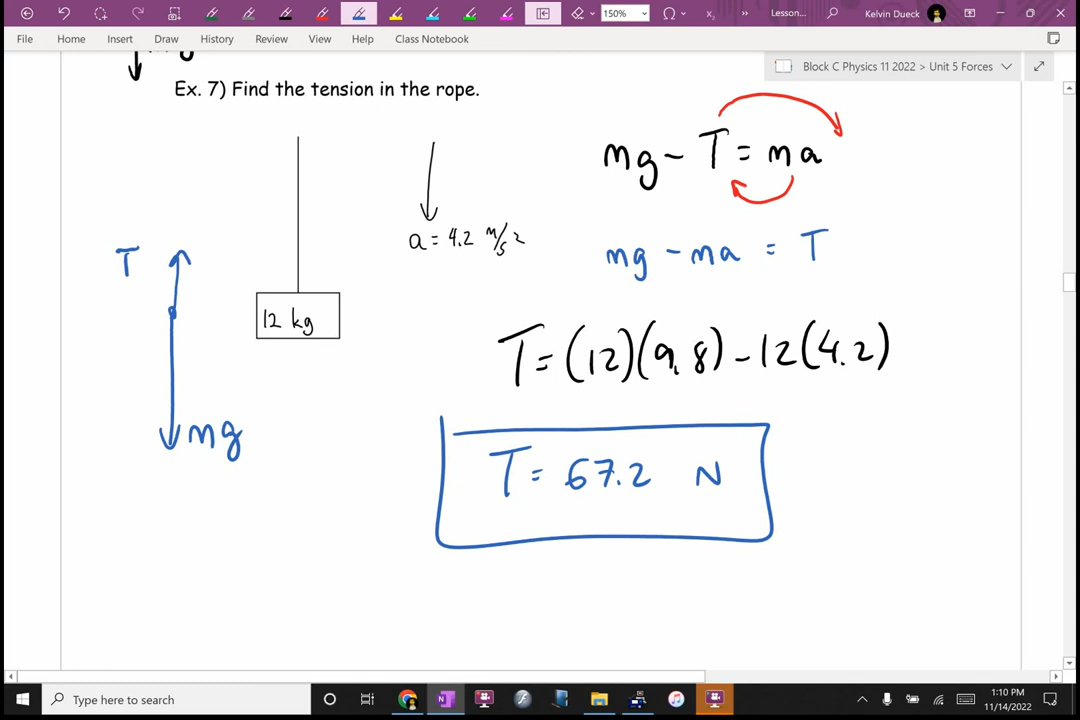 150%
Lesson...
Kelvin Dueck
File Home Insert Draw History Review View Help Class Notebook
Block C Physics 11 2022 > Unit 5 Forces
Ex. 7) Find the tension in the rope.
mg - T = ma
a = 4.2 m/s2
T
mg - ma = T
12 kg
T = (12)(9.8) - 12(4.2)
mg
T = 67.2 N
Type here to search
1:10 PM
11/14/2022